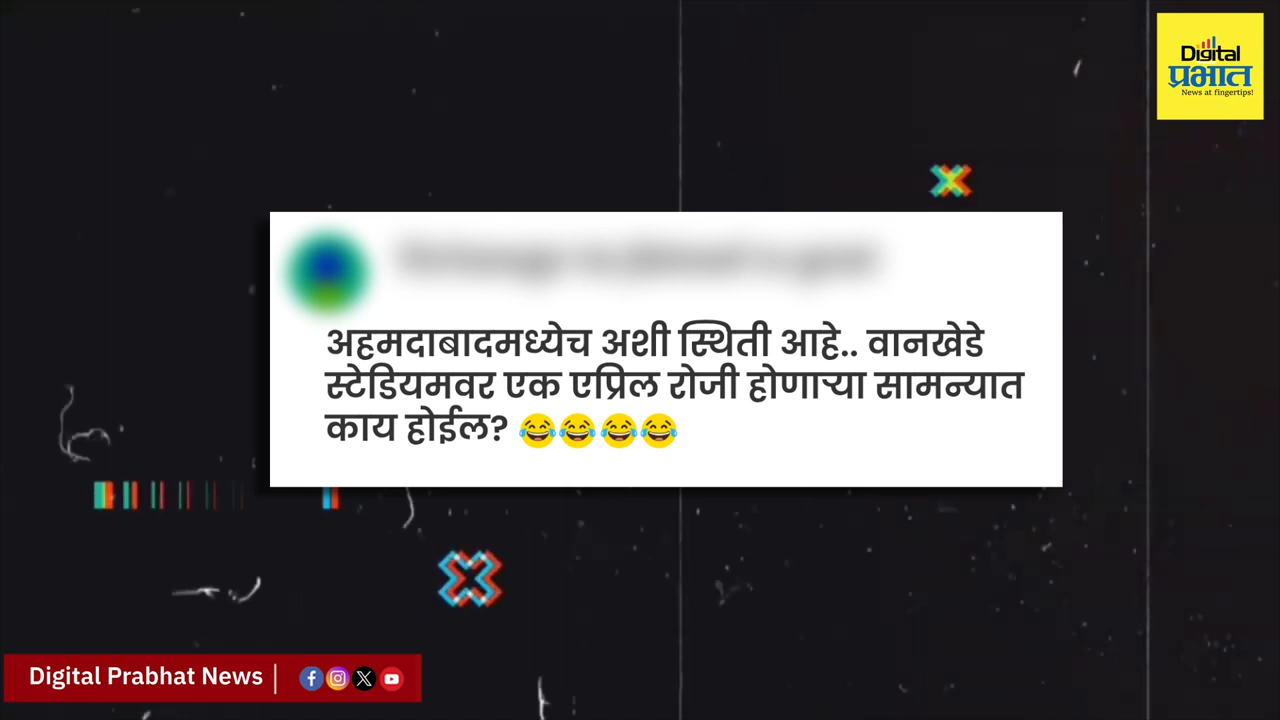 Digital
प्रभात
News at fingertips!
अहमदाबादमध्येच अशी स्थिती आहे.. वानखेडे
स्टेडियमवर एक एप्रिल रोजी होणाऱ्या सामन्यात
काय होईल? 😂😂😂😂
Digital Prabhat News |